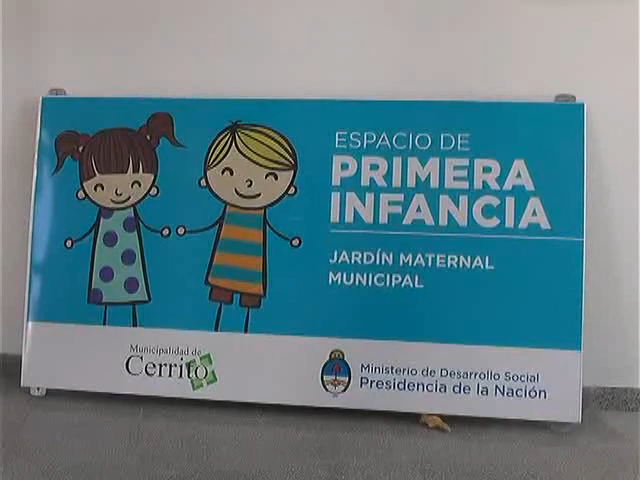 ESPACIO DE
PRIMERA
INFANCIA
JARDÍN MATERNAL
MUNICIPAL
Municipalidad de
Cerrito
Ministerio de Desarrollo Social
Presidencia de la Nación